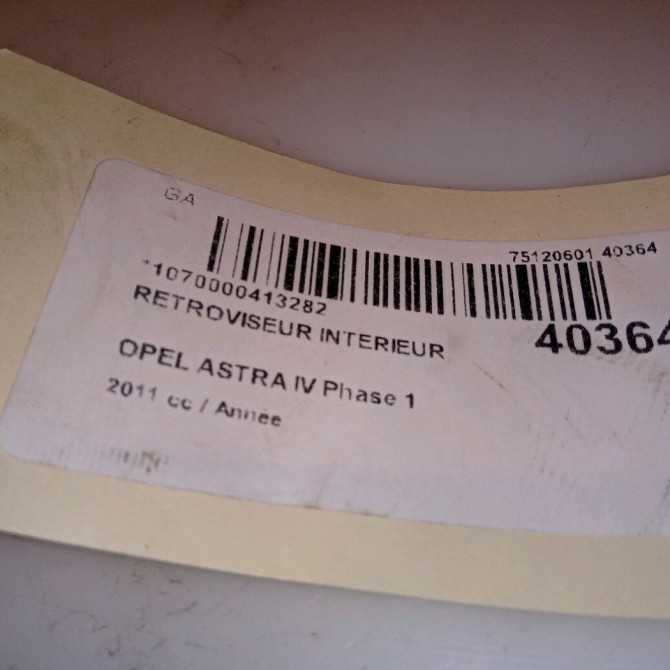 GA
75120601 40364
*1070000413282
40364
RETROVISEUR INTERIEUR
OPEL ASTRA IV Phase 1
2011 cc / Année